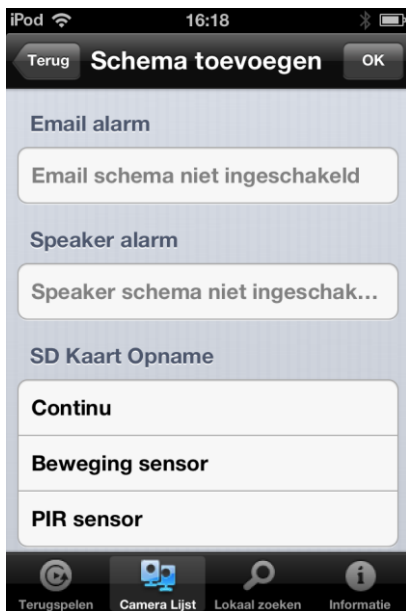 iPod 16:18
Terug Schema toevoegen OK
Email alarm
Email schema niet ingeschakeld
Speaker alarm
Speaker schema niet ingeschak...
SD Kaart Opname
Continu
Beweging sensor
PIR sensor
Terugspelen Camera Lijst Lokaal zoeken Informatie